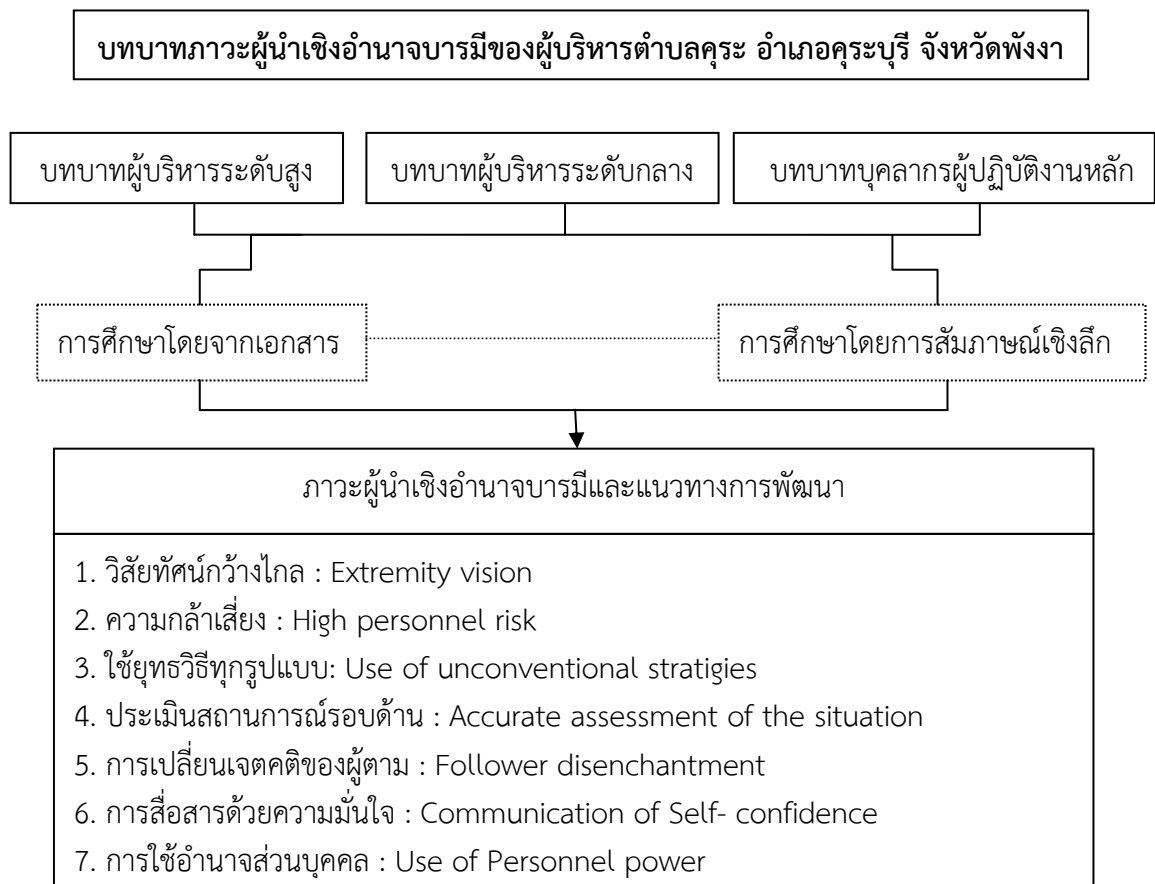 บทบาทภาวะผู้นำเชิงอำนาจบารมีของผู้บริหารตำบลคุระ อำเภอคุระบุรี จังหวัดพังงา
บทบาทผู้บริหารระดับสูง
บทบาทผู้บริหารระดับกลาง
บทบาทบุคลากรผู้ปฏิบัติงานหลัก
การศึกษาโดยจากเอกสาร
การศึกษาโดยการสัมภาษณ์เชิงลึก
ภาวะผู้นำเชิงอำนาจบารมีและแนวทางการพัฒนา
1. วิสัยทัศน์กว้างไกล : Extremity vision
2. ความกล้าเสี่ยง : High personnel risk
3. ใช้ยุทธวิธีทุกรูปแบบ: Use of unconventional stratigies
4. ประเมินสถานการณ์รอบด้าน : Accurate assessment of the situation
5. การเปลี่ยนเจตคติของผู้ตาม : Follower disenchantment
6. การสื่อสารด้วยความมั่นใจ : Communication of Self- confidence
7. การใช้อำนาจส่วนบุคคล : Use of Personnel power